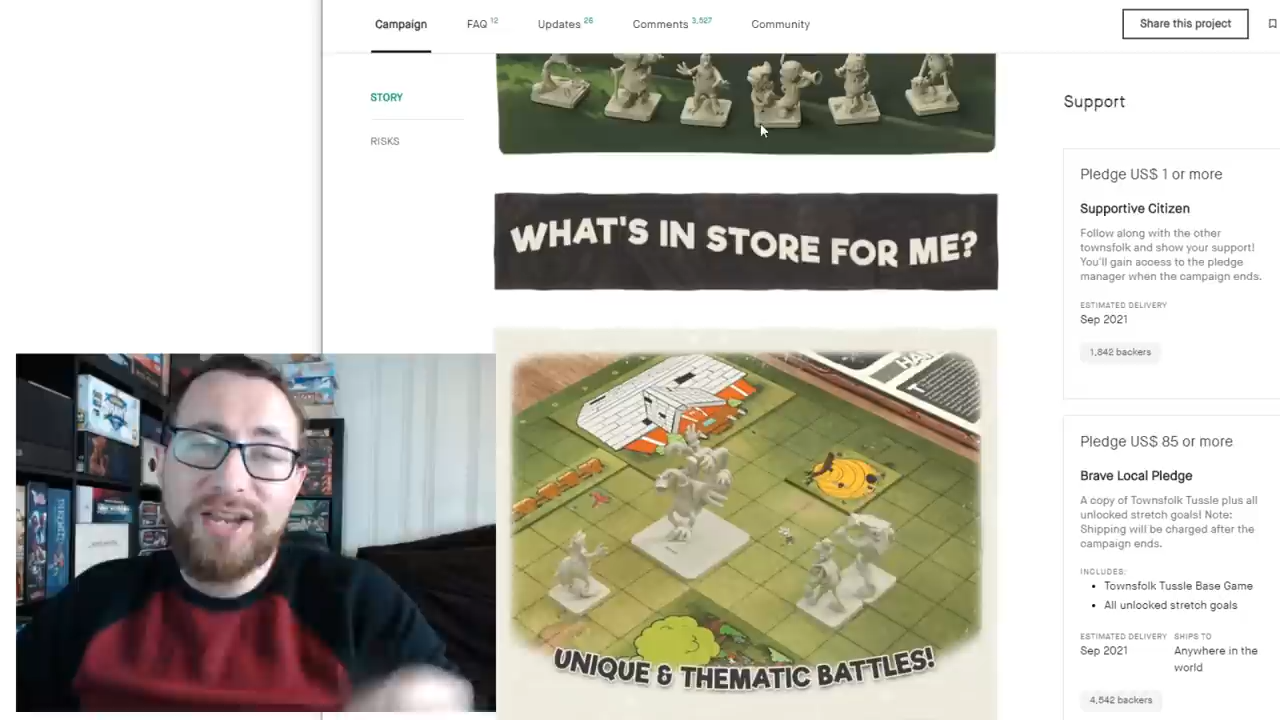 Campaign
FAQ 12
Updates 26
Comments 3,527
Community
Share this project
STORY
RISKS
Support
WHAT'S IN STORE FOR ME?
Pledge US$ 1 or more
Supportive Citizen
Follow along with the other
townsfolk and show your support!
You'll gain access to the pledge
manager when the campaign ends.
ESTIMATED DELIVERY
Sep 2021
1,842 backers
UNIQUE & THEMATIC BATTLES!
Pledge US$ 85 or more
Brave Local Pledge
A copy of Townsfolk Tussle plus all
unlocked stretch goals! Note:
Shipping will be charged after the
campaign ends.
INCLUDES:
• Townsfolk Tussle Base Game
• All unlocked stretch goals
ESTIMATED DELIVERY SHIPS TO
Sep 2021 Anywhere in the
world
4,542 backers